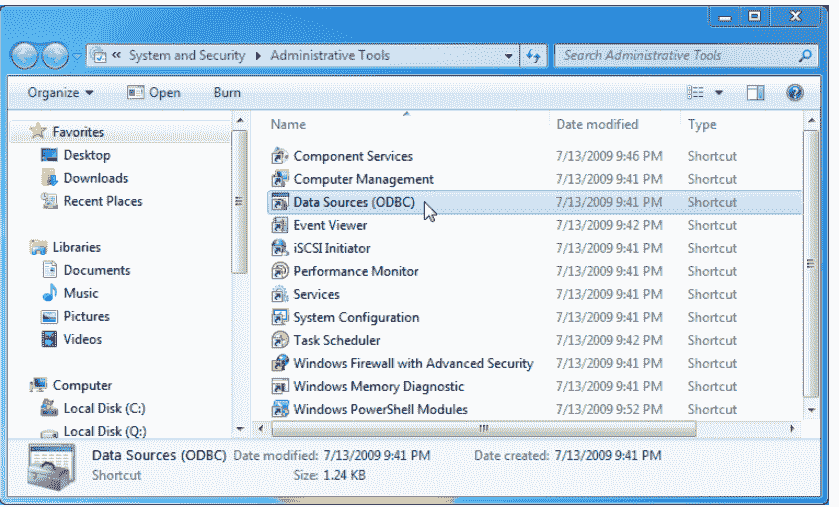 « System and Security ▸ Administrative Tools Search Administrative Tools
Organize Open Burn
Favorites
Desktop
Downloads
Recent Places
Libraries
Documents
Music
Pictures
Videos
Computer
Local Disk (C:)
Local Disk (Q:)
Name Date modified Type
Component Services 7/13/2009 9:46 PM Shortcut
Computer Management 7/13/2009 9:41 PM Shortcut
Data Sources (ODBC) 7/13/2009 9:41 PM Shortcut
Event Viewer 7/13/2009 9:42 PM Shortcut
iSCSI Initiator 7/13/2009 9:41 PM Shortcut
Performance Monitor 7/13/2009 9:41 PM Shortcut
Services 7/13/2009 9:41 PM Shortcut
System Configuration 7/13/2009 9:41 PM Shortcut
Task Scheduler 7/13/2009 9:42 PM Shortcut
Windows Firewall with Advanced Security 7/13/2009 9:41 PM Shortcut
Windows Memory Diagnostic 7/13/2009 9:41 PM Shortcut
Windows PowerShell Modules 7/13/2009 9:52 PM Shortcut
Data Sources (ODBC) Date modified: 7/13/2009 9:41 PM Date created: 7/13/2009 9:41 PM
Shortcut Size: 1.24 KB